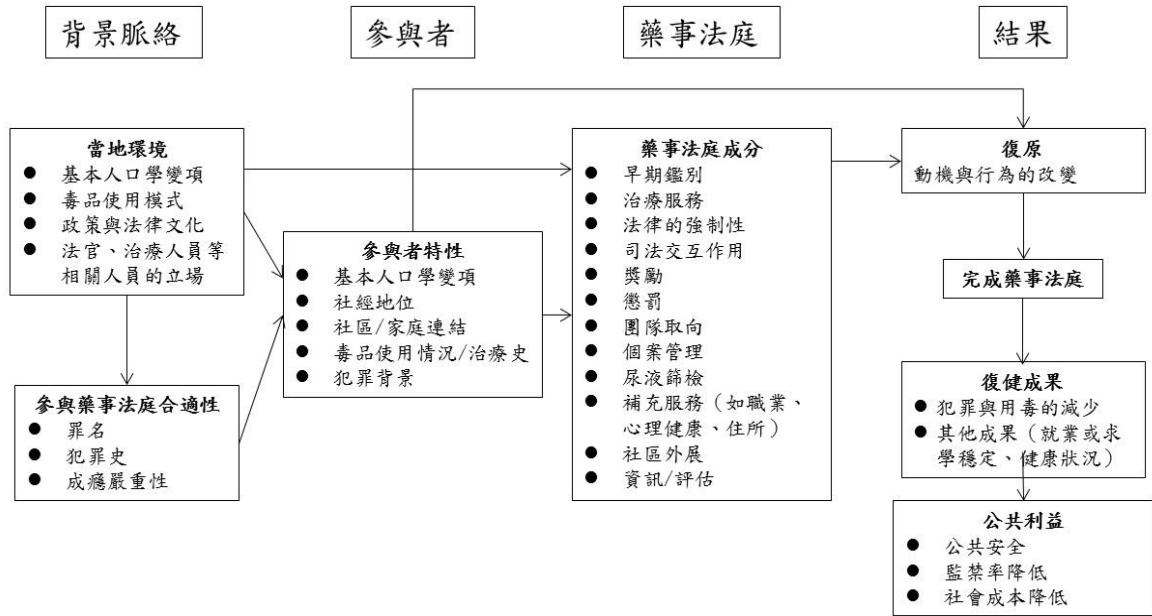 背景脈絡
參與者
藥事法庭
結果
當地環境
● 基本人口學變項
● 毒品使用模式
● 政策與法律文化
● 法官、治療人員等
相關人員的立場
參與藥事法庭合適性
● 罪名
● 犯罪史
● 成癮嚴重性
參與者特性
● 基本人口學變項
● 社經地位
● 社區/家庭連結
● 毒品使用情況/治療史
● 犯罪背景
藥事法庭成分
● 早期鑑別
● 治療服務
● 法律的強制性
● 司法交互作用
● 獎勵
● 懲罰
● 團隊取向
● 個案管理
● 尿液篩檢
● 補充服務（如職業、
心理健康、住所）
● 社區外展
● 資訊/評估
復原
動機與行為的改變
完成藥事法庭
復健成果
● 犯罪與用毒的減少
● 其他成果（就業或求
學穩定、健康狀況）
公共利益
● 公共安全
● 監禁率降低
● 社會成本降低